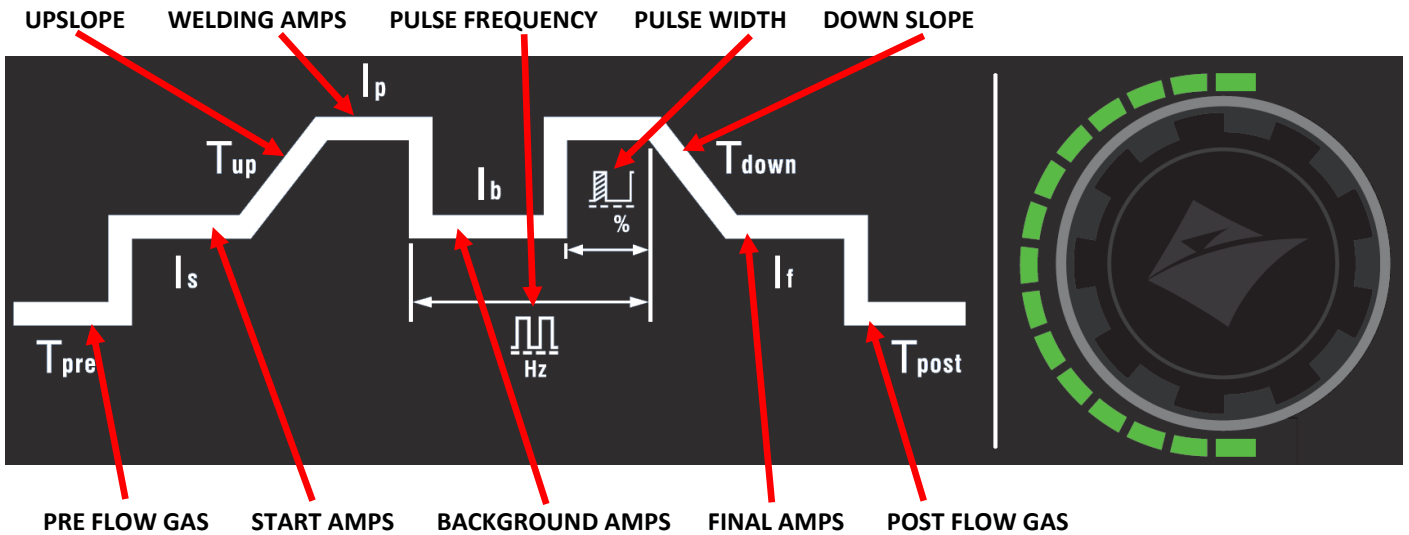 UPSLOPE WELDING AMPS PULSE FREQUENCY PULSE WIDTH DOWN SLOPE
Ip
Tup Ib Tdown
%
Is If
Tpre Hz Tpost
PRE FLOW GAS START AMPS BACKGROUND AMPS FINAL AMPS POST FLOW GAS